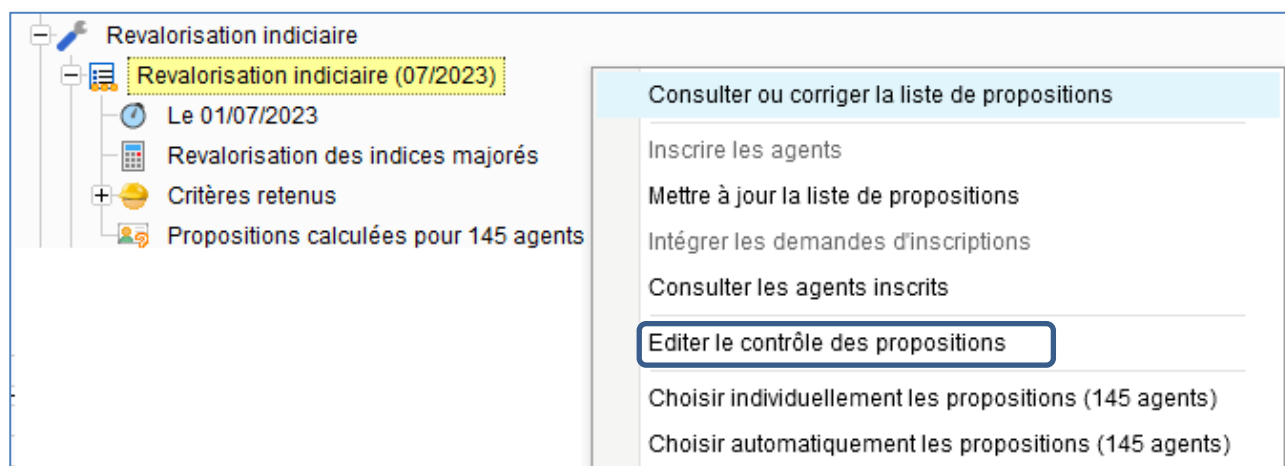 Revalorisation indiciaire
Revalorisation indiciaire (07/2023)
Le 01/07/2023
Revalorisation des indices majorés
Critères retenus
Propositions calculées pour 145 agents
Consulter ou corriger la liste de propositions
Inscrire les agents
Mettre à jour la liste de propositions
Intégrer les demandes d'inscriptions
Consulter les agents inscrits
Editer le contrôle des propositions
Choisir individuellement les propositions (145 agents)
Choisir automatiquement les propositions (145 agents)